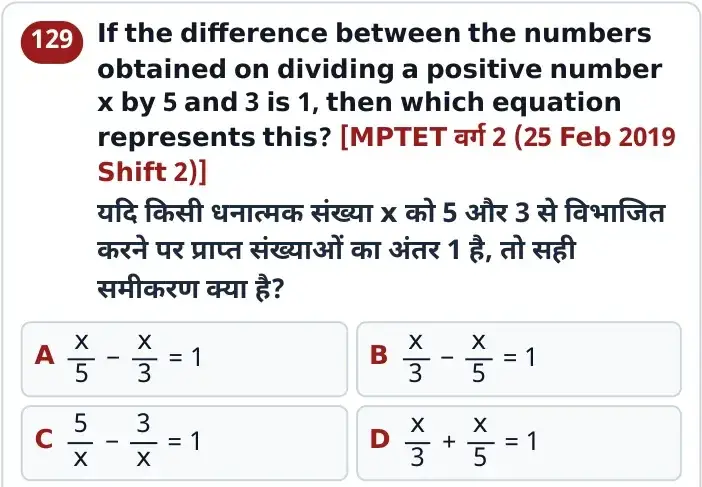 129 If the difference between the numbers
obtained on dividing a positive number
x by 5 and 3 is 1, then which equation
represents this? [MPTET वर्ग 2 (25 Feb 2019
Shift 2)]
यदि किसी धनात्मक संख्या x को 5 और 3 से विभाजित
करने पर प्राप्त संख्याओं का अंतर 1 है, तो सही
समीकरण क्या है?
A x/5 − x/3 = 1
B x/3 − x/5 = 1
C 5/x − 3/x = 1
D x/3 + x/5 = 1